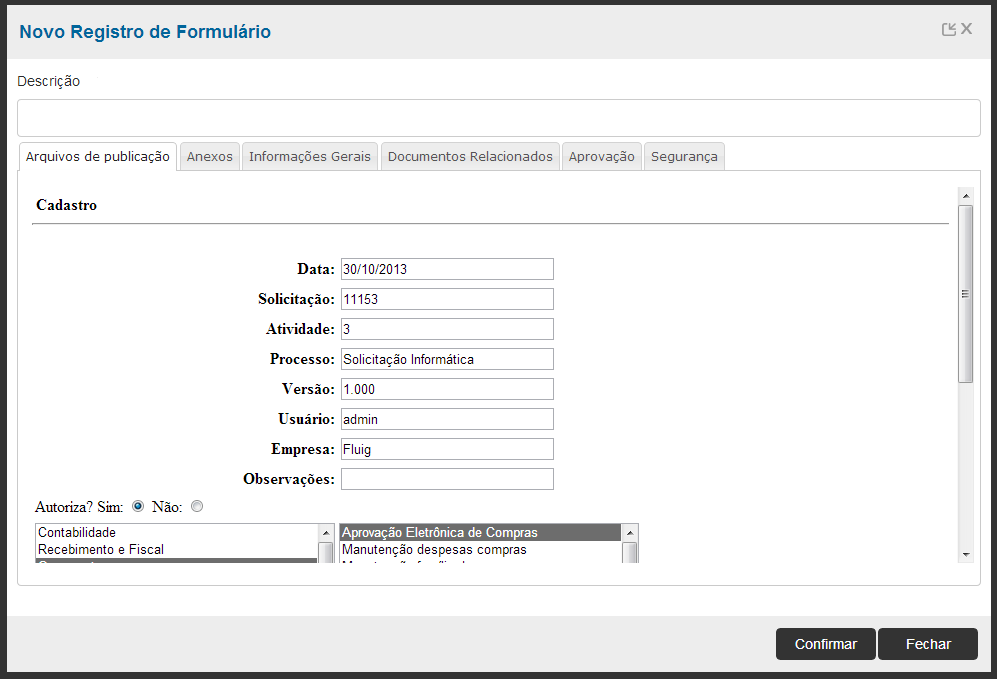 Novo Registro de Formulário
Descrição
Arquivos de publicação Anexos Informações Gerais Documentos Relacionados Aprovação Segurança
Cadastro
Data: 30/10/2013
Solicitação: 11153
Atividade: 3
Processo: Solicitação Informática
Versão: 1.000
Usuário: admin
Empresa: Fluig
Observações:
Autoriza? Sim: Não:
Contabilidade Aprovação Eletrônica de Compras
Recebimento e Fiscal Manutenção despesas compras
Confirmar Fechar